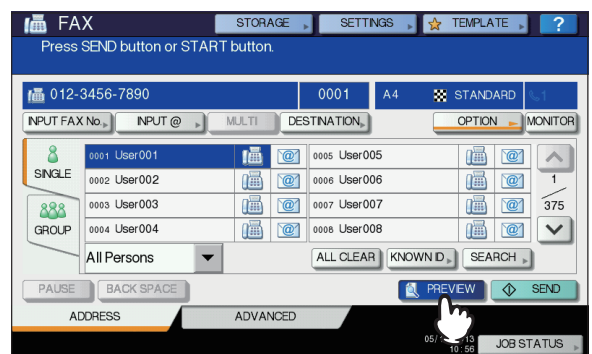 FAX STORAGE SETTINGS TEMPLATE ?
Press SEND button or START button.
012-3456-7890 0001 A4 STANDARD 1
INPUT FAX No. INPUT @ MULTI DESTINATION OPTION MONITOR
SINGLE
0001 User001 @ 0005 User005 @
0002 User002 @ 0006 User006 @
1
0003 User003 @ 0007 User007 @
375
GROUP
0004 User004 @ 0008 User008 @
All Persons ALL CLEAR KNOWN ID SEARCH
PAUSE BACK SPACE PREVIEW SEND
ADDRESS ADVANCED
10:56 JOB STATUS